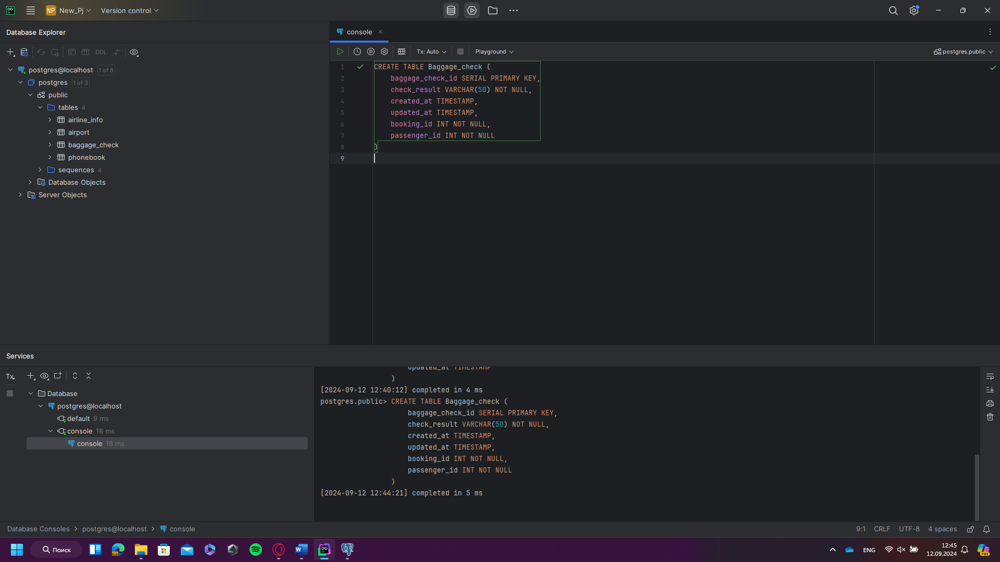 DG
NP New_Pj Version control
Database Explorer
console
DDL
Tx: Auto Playground postgres.public
postgres@localhost 1 of 6
postgres 1 of 3
public
tables 4
airline_info
airport
baggage_check
phonebook
sequences 4
Database Objects
Server Objects
1 CREATE TABLE Baggage_check (
2 baggage_check_id SERIAL PRIMARY KEY,
3 check_result VARCHAR(50) NOT NULL,
4 created_at TIMESTAMP,
5 updated_at TIMESTAMP,
6 booking_id INT NOT NULL,
7 passenger_id INT NOT NULL
8 )
9
Services
Tx
Database
postgres@localhost
default 9 ms
console 18 ms
console 18 ms
updated_at TIMESTAMP
)
[2024-09-12 12:40:12] completed in 4 ms
postgres.public> CREATE TABLE Baggage_check (
baggage_check_id SERIAL PRIMARY KEY,
check_result VARCHAR(50) NOT NULL,
created_at TIMESTAMP,
updated_at TIMESTAMP,
booking_id INT NOT NULL,
passenger_id INT NOT NULL
)
[2024-09-12 12:44:21] completed in 5 ms
Database Consoles > postgres@localhost > console
9:1 CRLF UTF-8 4 spaces
Поиск
W
DG
ENG
12:45
12.09.2024
PRE